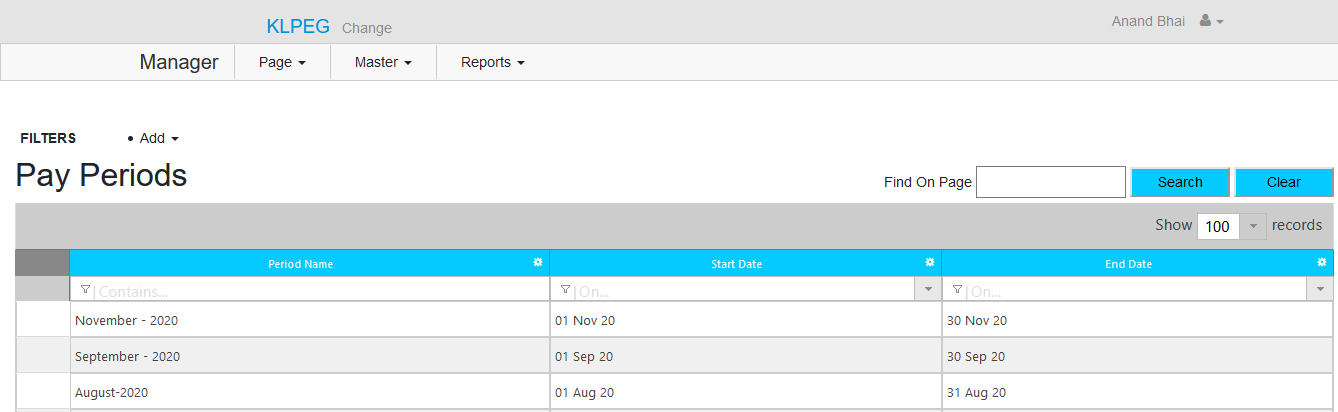 KLPEG Change Anand Bhai
Manager Page Master Reports
FILTERS • Add
Pay Periods
Find On Page Search Clear
Show 100 records
Period Name Start Date End Date
Contains... On... On...
November - 2020 01 Nov 20 30 Nov 20
September - 2020 01 Sep 20 30 Sep 20
August-2020 01 Aug 20 31 Aug 20